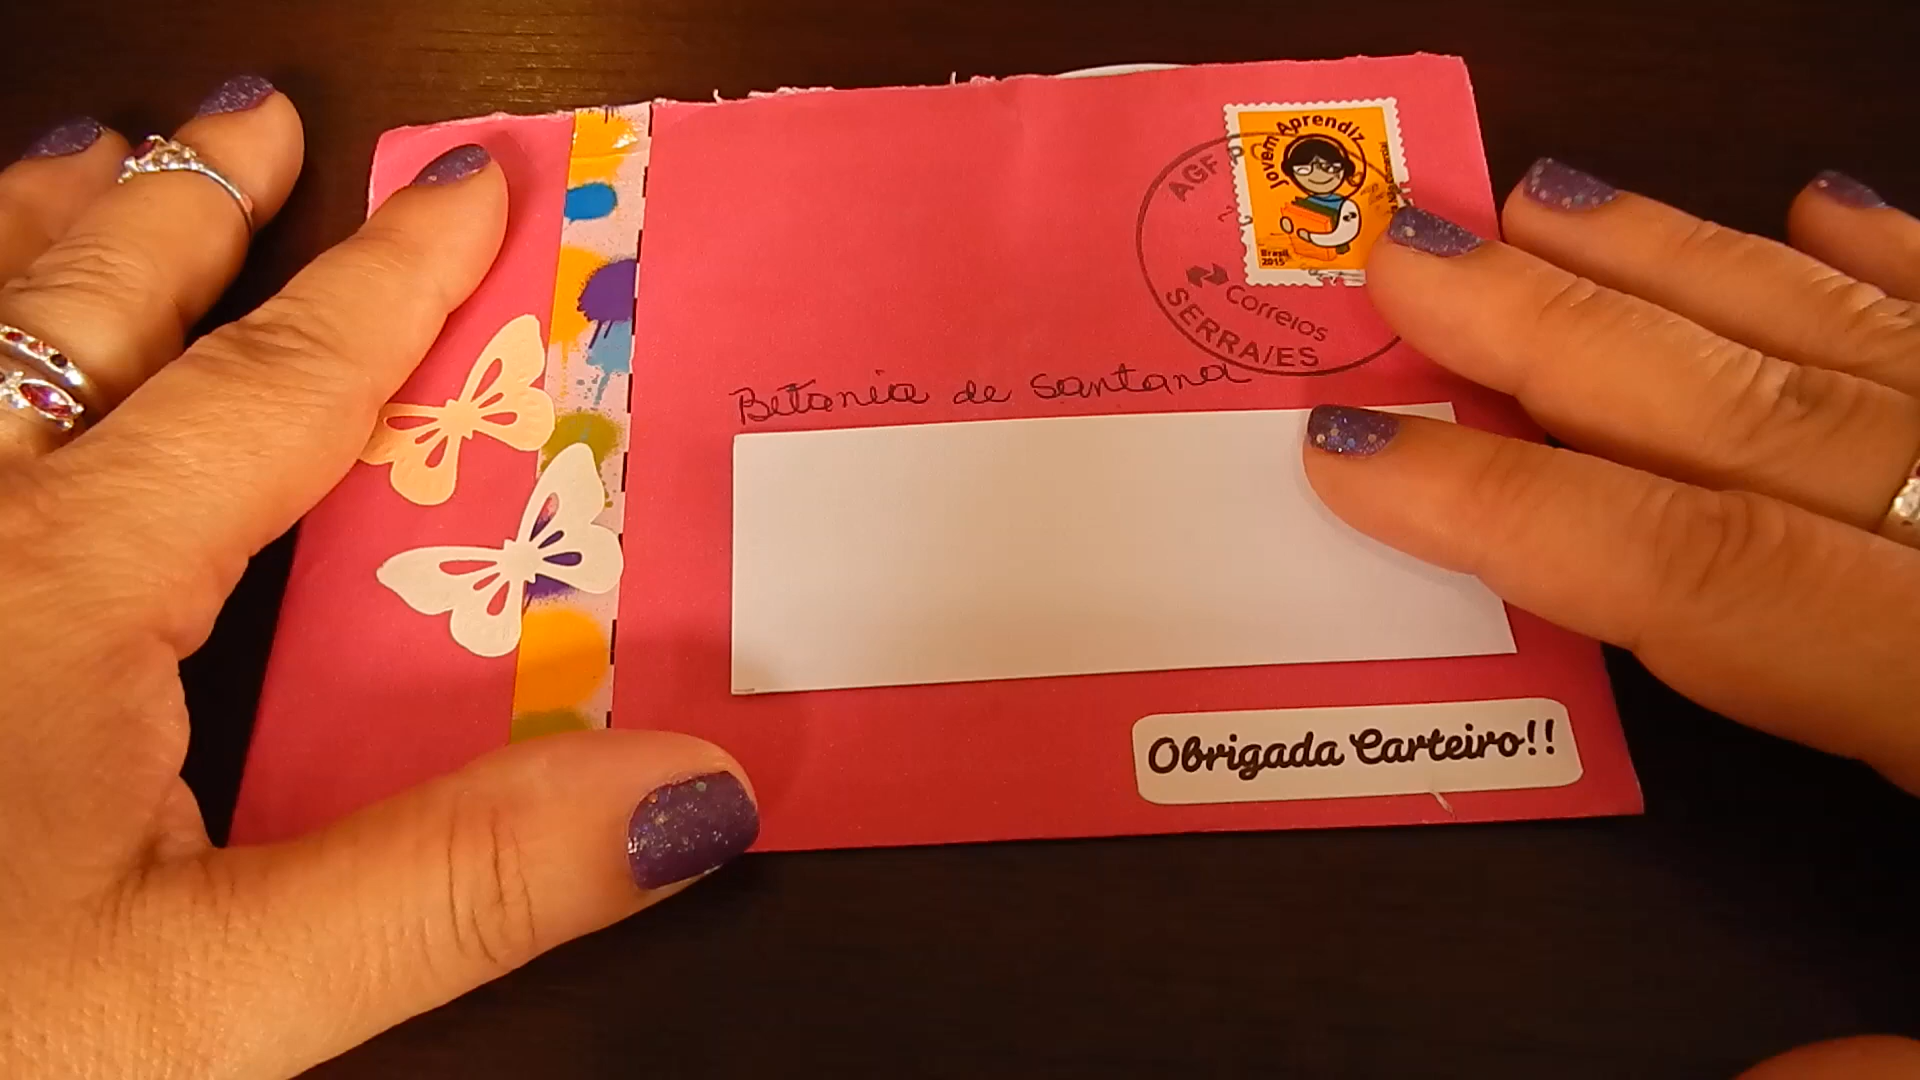 Jovem Aprendiz
Brasil
2015
AGF
Correios
SERRA/ES
Betania de Santana
Obrigada Carteiro!!